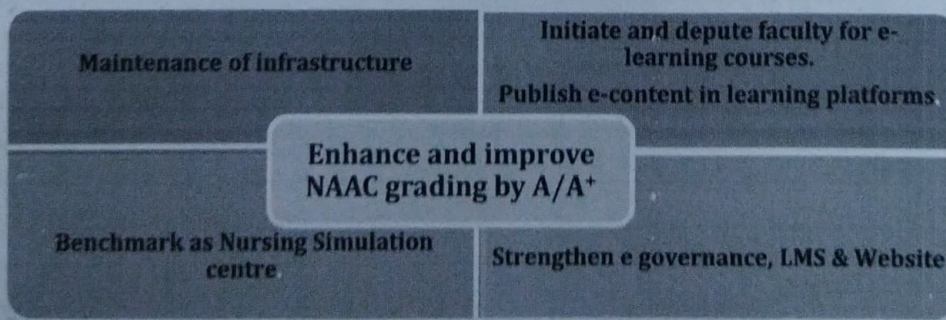 Maintenance of infrastructure
Initiate and depute faculty for e-
learning courses.
Publish e-content in learning platforms.
Enhance and improve
NAAC grading by A/A+
Benchmark as Nursing Simulation
centre.
Strengthen e governance, LMS & Website